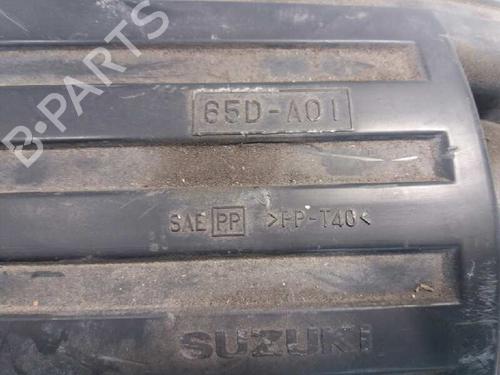 B-PARTS
65D-A01
SAE PP >PP-T40<
SUZUKI